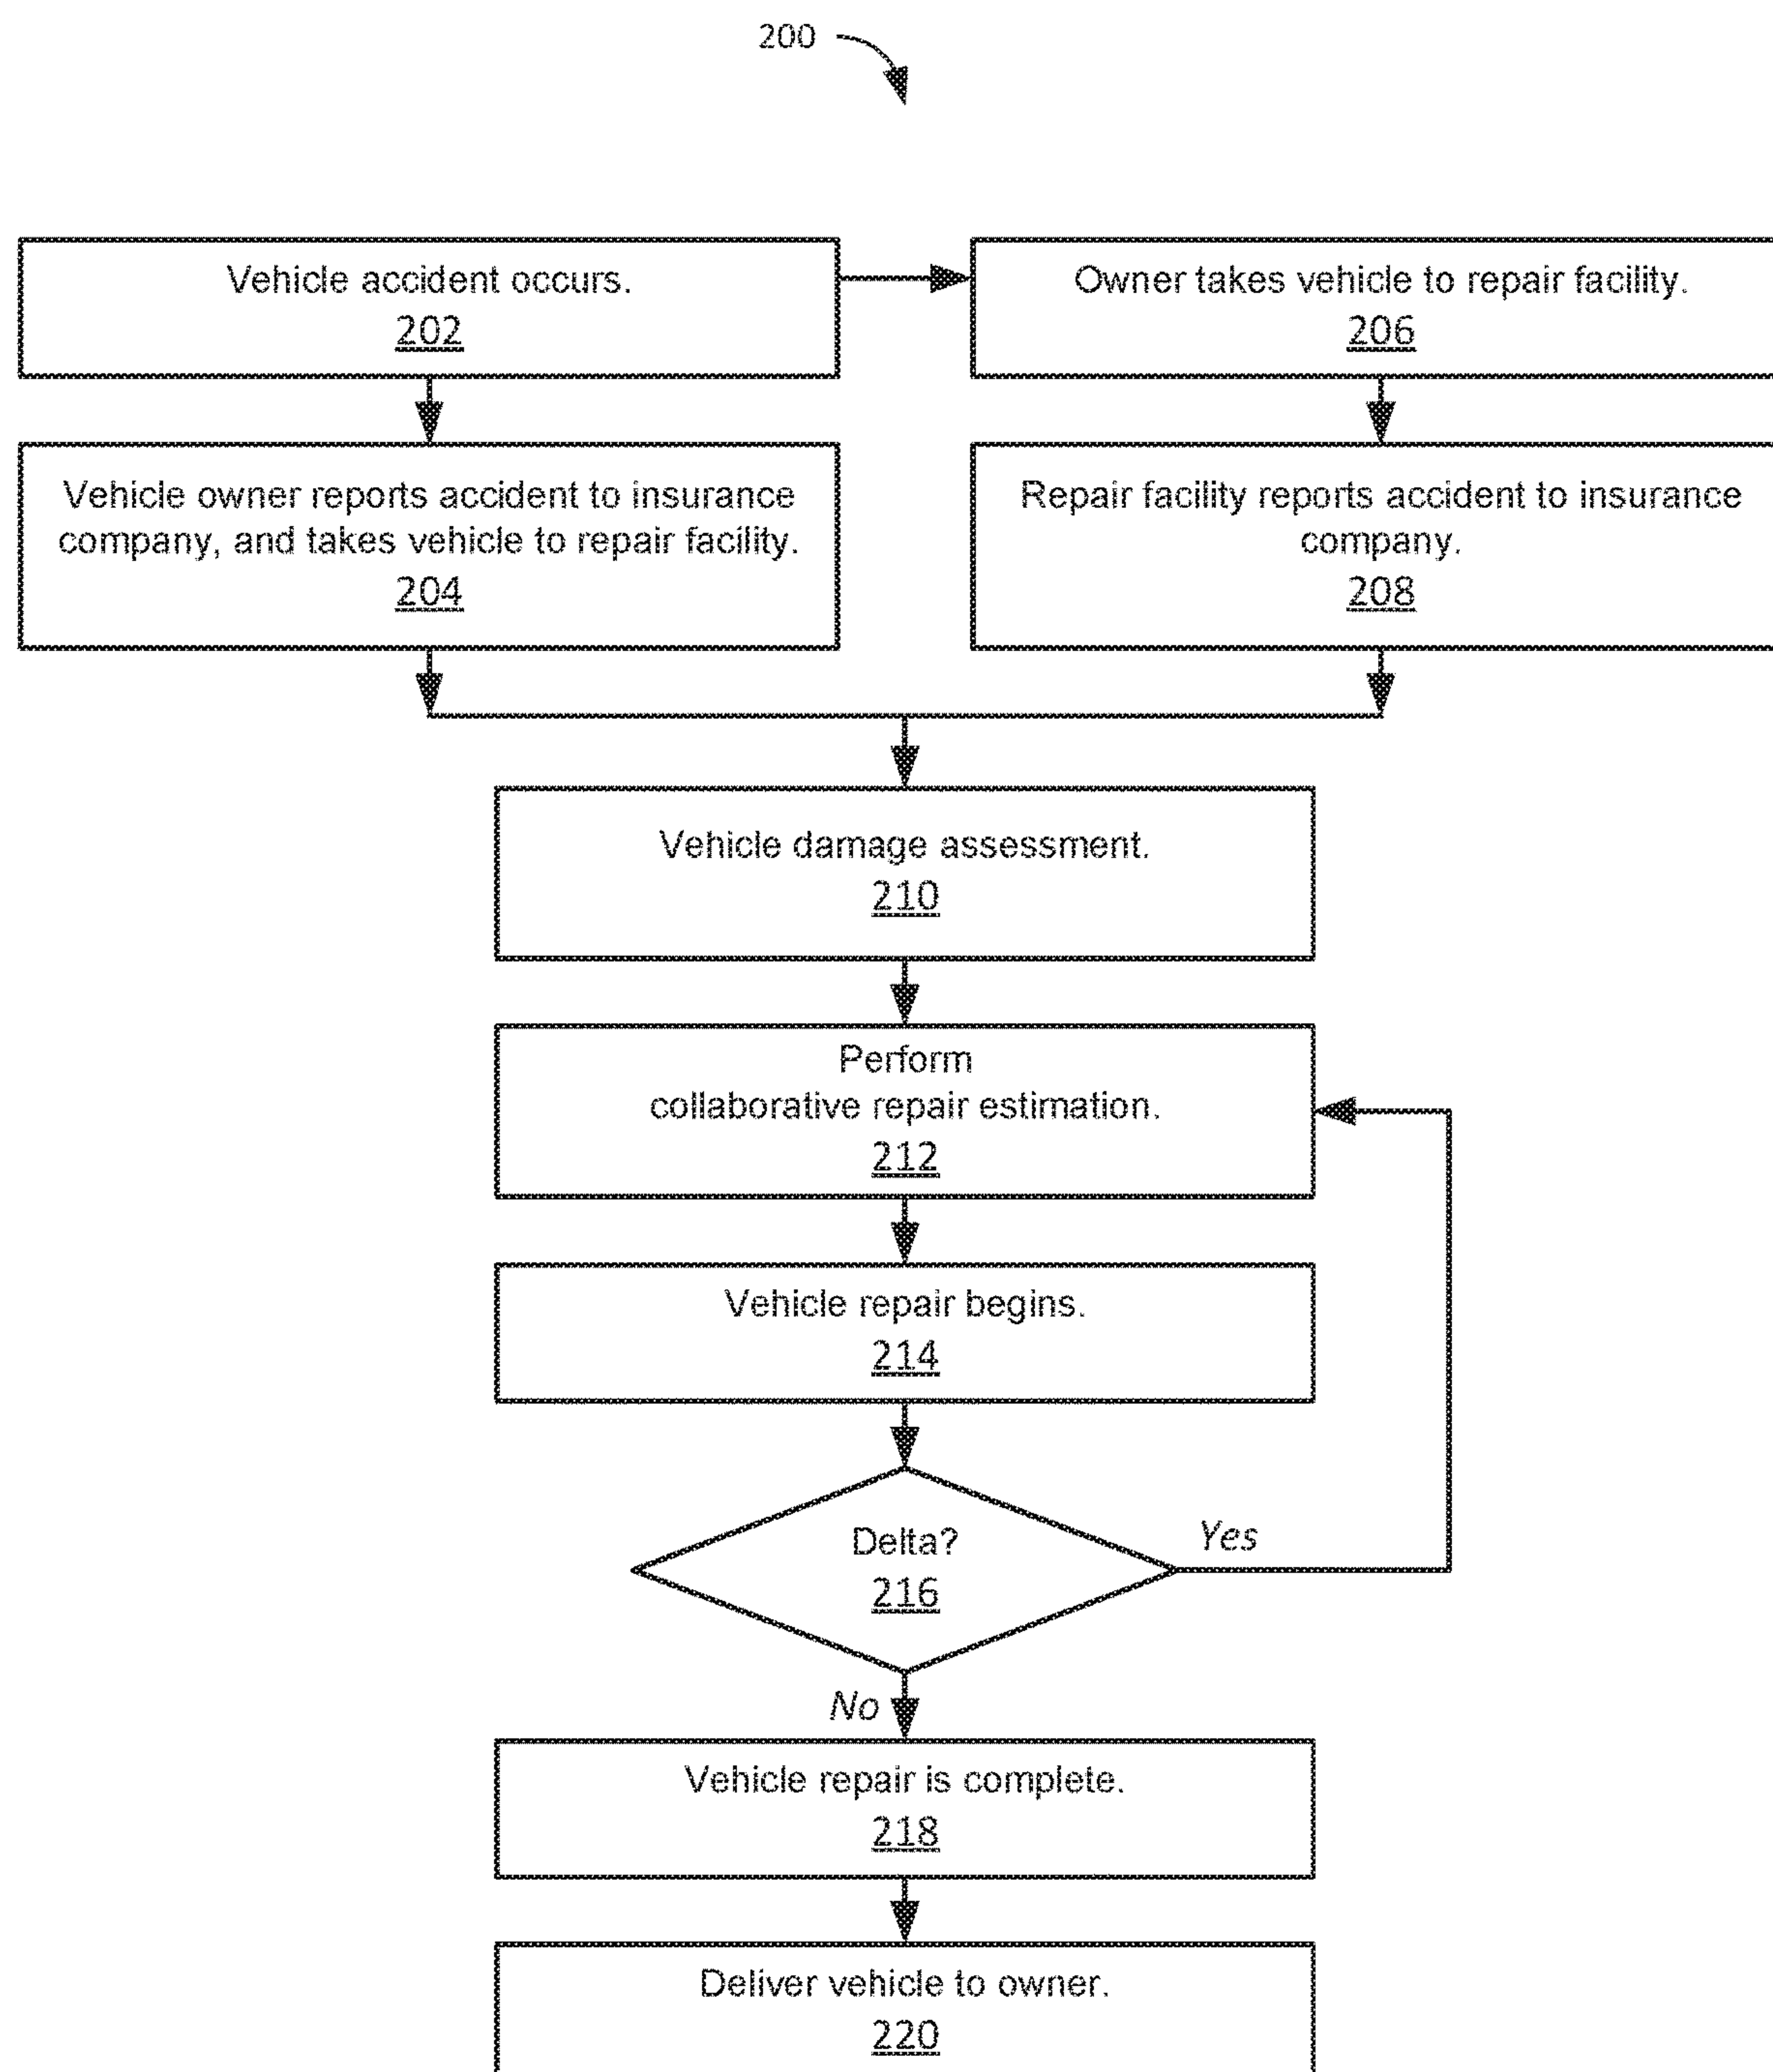 200
Vehicle accident occurs.
202
Owner takes vehicle to repair facility.
206
Vehicle owner reports accident to insurance
company, and takes vehicle to repair facility.
204
Repair facility reports accident to insurance
company.
208
Vehicle damage assessment.
210
Perform
collaborative repair estimation.
212
Vehicle repair begins.
214
Delta?
216
Yes
No
Vehicle repair is complete.
218
Deliver vehicle to owner.
220